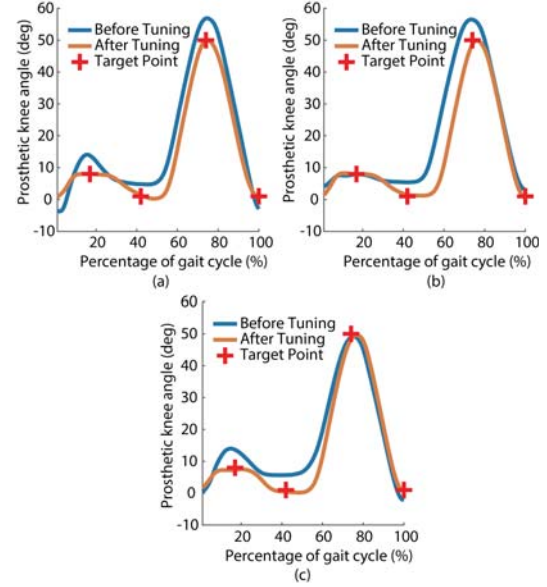 60
50
40
30
20
10
0
-10
Prosthetic knee angle (deg)
Before Tuning
After Tuning
Target Point
20 40 60 80 100
Percentage of gait cycle (%)
(a)
60
50
40
30
20
10
0
-10
Prosthetic knee angle (deg)
Before Tuning
After Tuning
Target Point
20 40 60 80 100
Percentage of gait cycle (%)
(b)
60
50
40
30
20
10
0
-10
Prosthetic knee angle (deg)
Before Tuning
After Tuning
Target Point
20 40 60 80 100
Percentage of gait cycle (%)
(c)